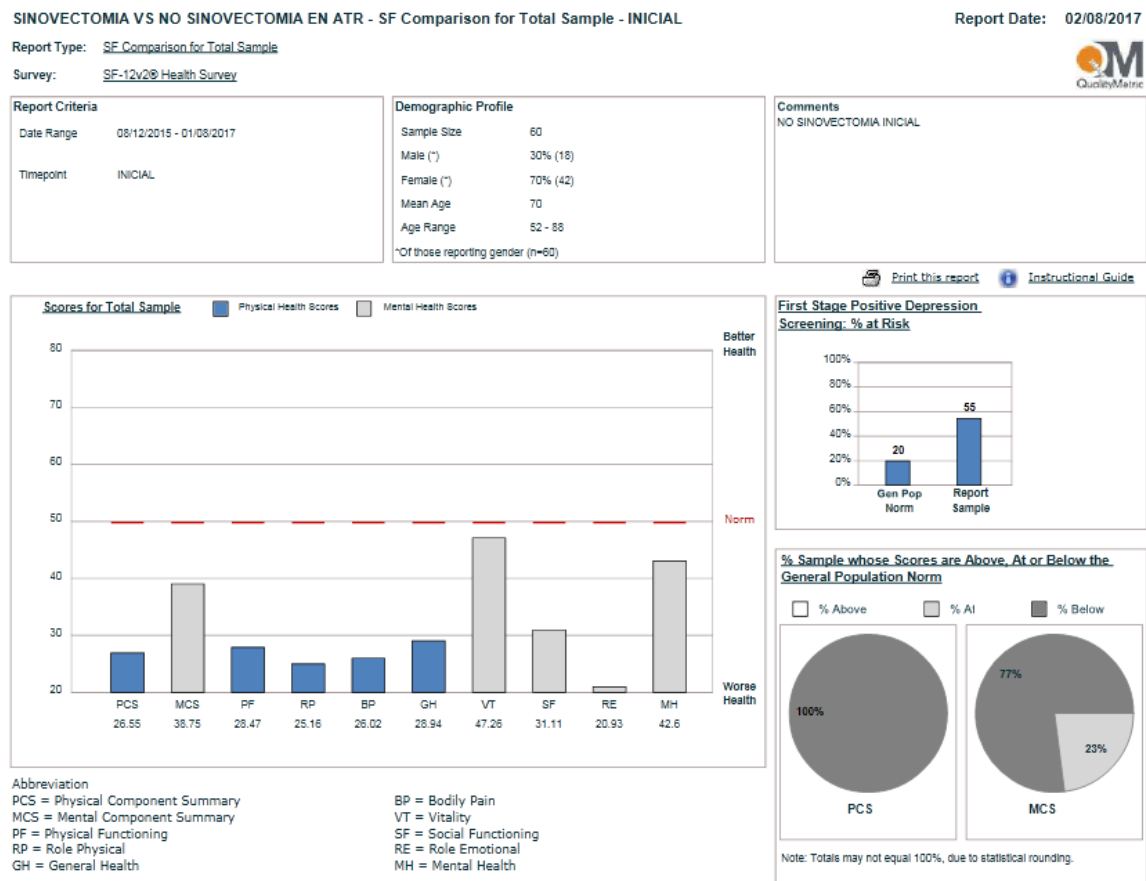 SINOVECTOMIA VS NO SINOVECTOMIA EN ATR - SF Comparison for Total Sample - INICIAL
Report Date: 02/08/2017
Report Type: SF Comparison for Total Sample
Survey: SF-12v2® Health Survey
QM
QualityMetric
Report Criteria
Date Range 08/12/2015 - 01/08/2017
Timepoint INICIAL
Demographic Profile
Sample Size 60
Male (*) 30% (18)
Female (*) 70% (42)
Mean Age 70
Age Range 52 - 88
*Of those reporting gender (n=60)
Comments
NO SINOVECTOMIA INICIAL
Print this report Instructional Guide
Scores for Total Sample Physical Health Scores Mental Health Scores
Better
Health
80
70
60
50
Norm
40
30
20
Worse
Health
PCS MCS PF RP BP GH VT SF RE MH
26.55 38.75 28.47 25.16 26.02 28.94 47.26 31.11 20.93 42.6
First Stage Positive Depression
Screening: % at Risk
100%
80%
60%
40%
20%
0%
20
55
Gen Pop Report
Norm Sample
% Sample whose Scores are Above, At or Below the
General Population Norm
% Above % At % Below
100%
PCS
77%
23%
MCS
Note: Totals may not equal 100%, due to statistical rounding.
Abbreviation
PCS = Physical Component Summary
MCS = Mental Component Summary
PF = Physical Functioning
RP = Role Physical
GH = General Health
BP = Bodily Pain
VT = Vitality
SF = Social Functioning
RE = Role Emotional
MH = Mental Health